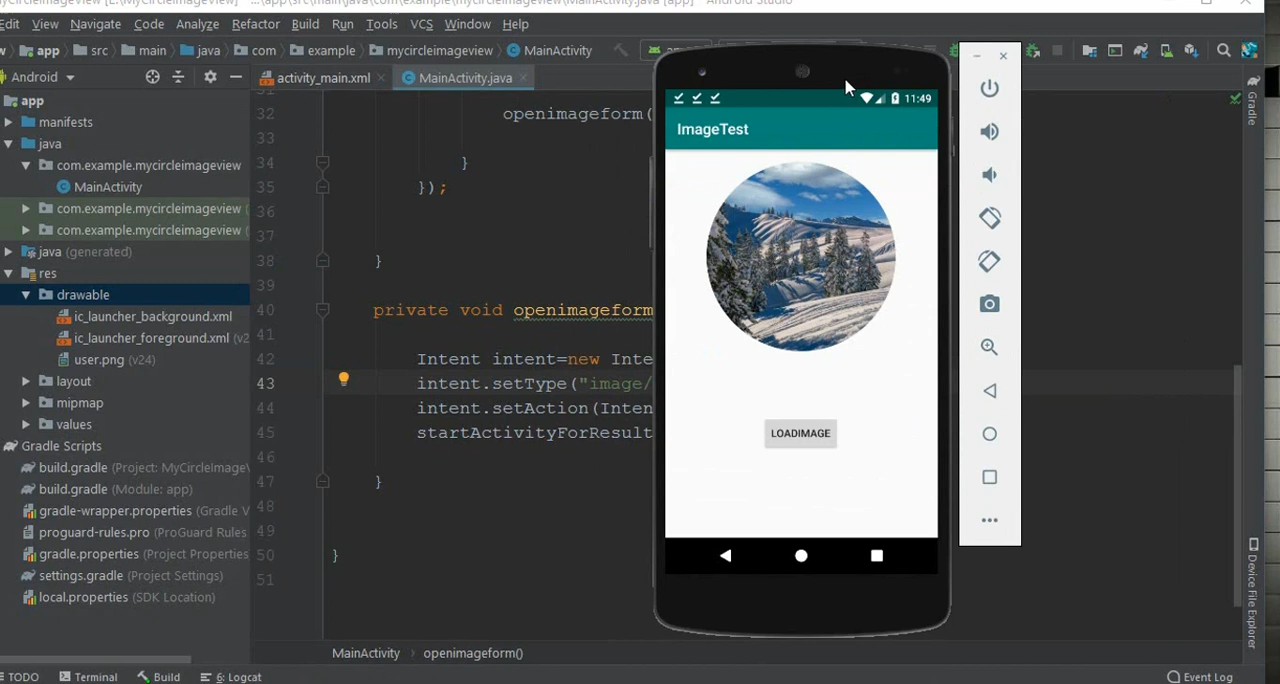 Edit View Navigate Code Analyze Refactor Build Run Tools VCS Window Help
app src main java com example mycircleimageview MainActivity
Android
activity_main.xml
MainActivity.java
app
manifests
java
com.example.mycircleimageview
MainActivity
com.example.mycircleimageview
com.example.mycircleimageview
java (generated)
res
drawable
ic_launcher_background.xml
ic_launcher_foreground.xml (v2
user.png (v24)
layout
mipmap
values
Gradle Scripts
build.gradle (Project: MyCircleImageV
build.gradle (Module: app)
gradle-wrapper.properties (Gradle V
proguard-rules.pro (ProGuard Rules
gradle.properties (Project Properties
settings.gradle (Project Settings)
local.properties (SDK Location)
32 openimageform(
33
34 }
35 });
36
37
38 }
39
40 private void openimageform
41
42 Intent intent=new Inte
43 intent.setType("image/
44 intent.setAction(Inten
45 startActivityForResult
46
47 }
48
49
50 }
51
11:49
ImageTest
LOADIMAGE
Gradle
Device File Explorer
MainActivity › openimageform()
TODO Terminal Build 6: Logcat Event Log